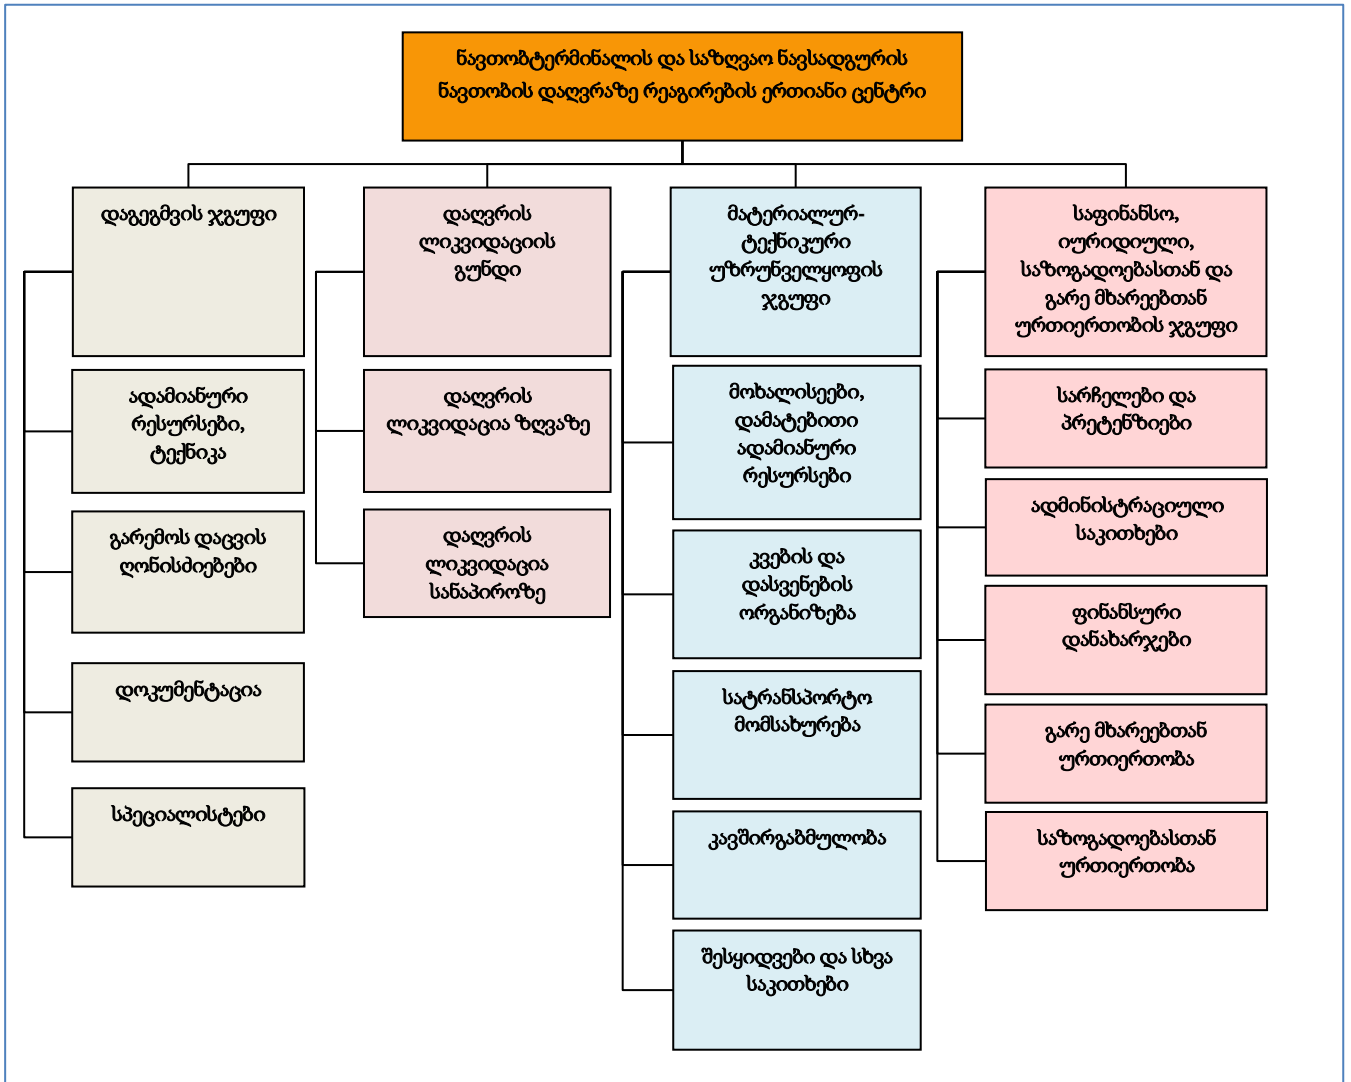 ნავთობტერმინალის და საზღვაო ნავსადგურის
ნავთობის დაღვრაზე რეაგირების ერთიანი ცენტრი
დაგეგმვის ჯგუფი
ადამიანური
რესურსები,
ტექნიკა
გარემოს დაცვის
ღონისძიებები
დოკუმენტაცია
სპეციალისტები
დაღვრის
ლიკვიდაციის
გუნდი
დაღვრის
ლიკვიდაცია ზღვაზე
დაღვრის
ლიკვიდაცია
სანაპიროზე
მატერიალურ-
ტექნიკური
უზრუნველყოფის
ჯგუფი
მოხალისეები,
დამატებითი
ადამიანური
რესურსები
კვების და
დასვენების
ორგანიზება
სატრანსპორტო
მომსახურება
კავშირგაბმულობა
შესყიდვები და სხვა
საკითხები
საფინანსო,
იურიდიული,
საზოგადოებასთან და
გარე მხარეებთან
ურთიერთობის ჯგუფი
სარჩელები და
პრეტენზიები
ადმინისტრაციული
საკითხები
ფინანსური
დანახარჯები
გარე მხარეებთან
ურთიერთობა
საზოგადოებასთან
ურთიერთობა